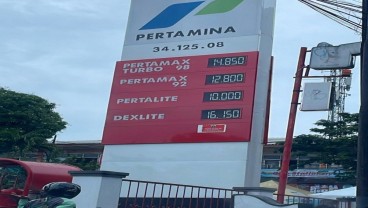 PERTAMINA
34.125.08
PERTAMAX
TURBO 98 14.850
PERTAMAX
92 12.800
PERTALITE 10.000
DEXLITE 16.150